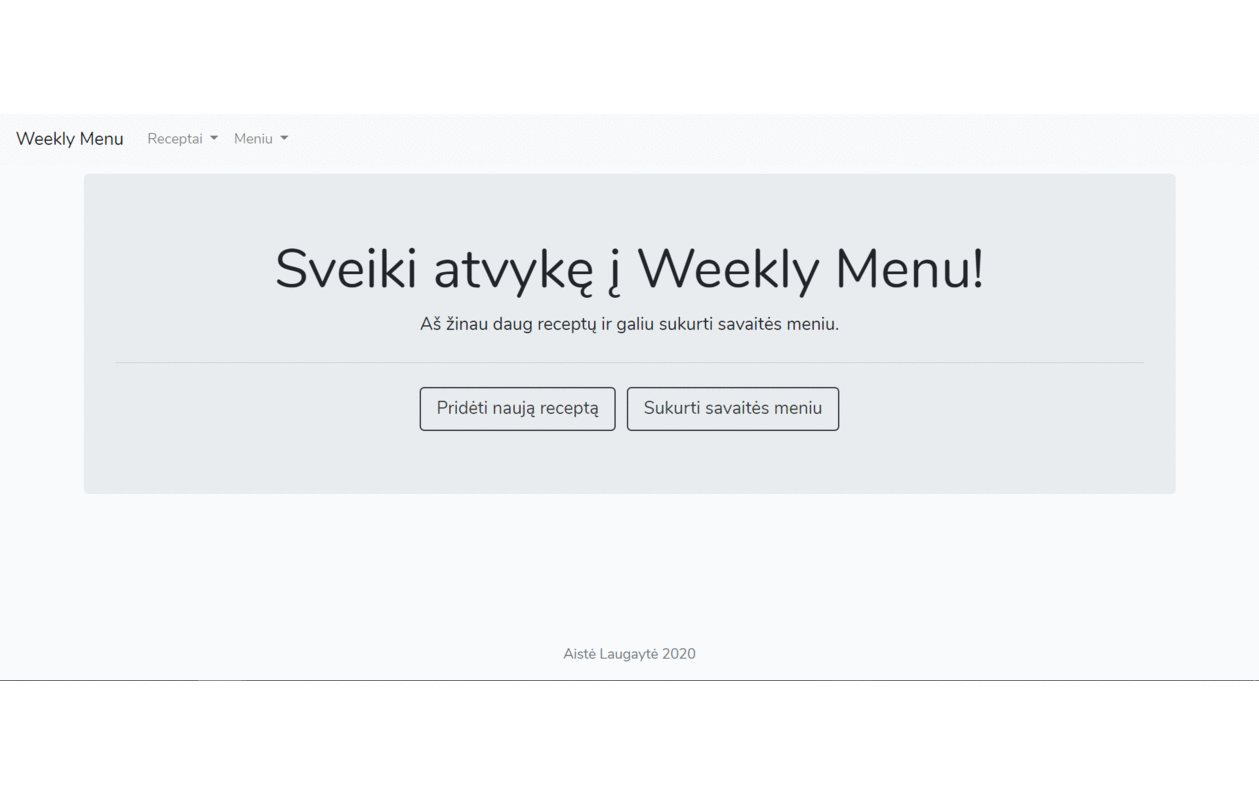 Weekly Menu Receptai Meniu
Sveiki atvykę į Weekly Menu!
Aš žinau daug receptų ir galiu sukurti savaitės meniu.
Pridėti naują receptą Sukurti savaitės meniu
Aistė Laugaytė 2020